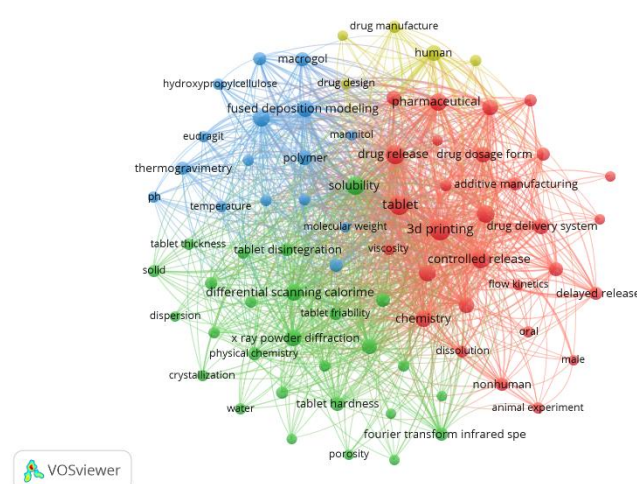 drug manufacture
human
macrogol
hydroxypropylcellulose
drug design
fused deposition modeling
pharmaceutical
eudragit
mannitol
polymer
drug release
drug dosage form
thermogravimetry
solubility
additive manufacturing
ph
temperature
tablet
molecular weight
3d printing
drug delivery system
tablet thickness
tablet disintegration
viscosity
controlled release
solid
flow kinetics
differential scanning calorime
delayed release
dispersion
tablet friability
chemistry
oral
x ray powder diffraction
physical chemistry
dissolution
male
crystallization
nonhuman
water
tablet hardness
animal experiment
fourier transform infrared spe
porosity
VOSviewer